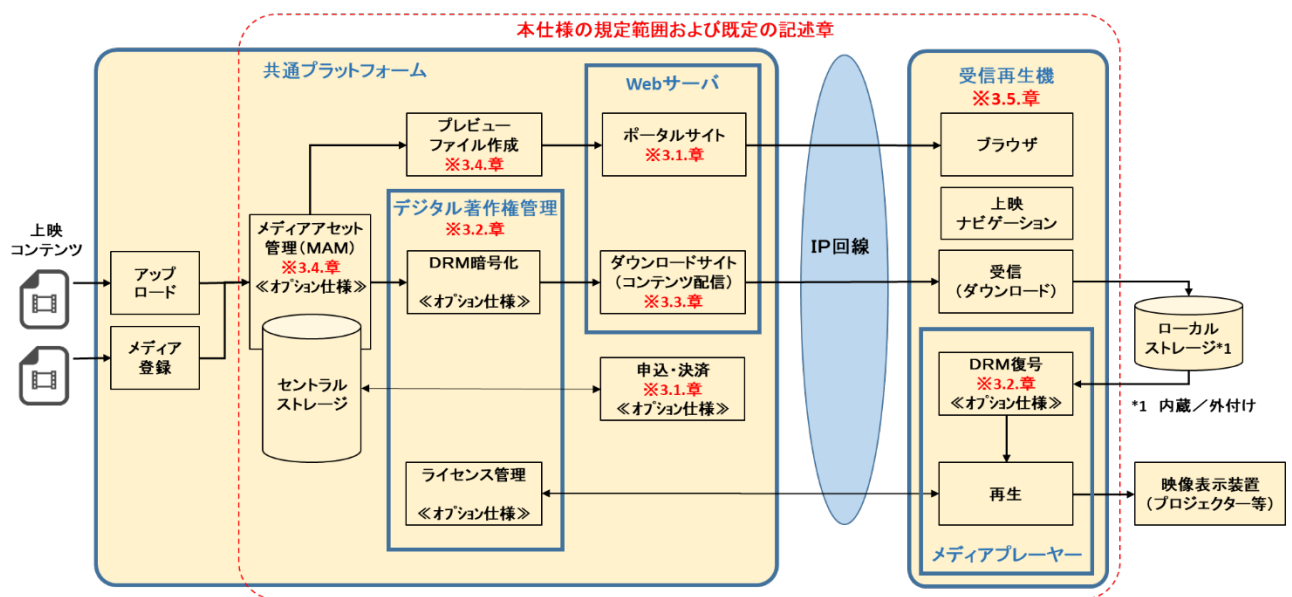 本仕様の規定範囲および既定の記述章
共通プラットフォーム
Webサーバ
受信再生機
※3.5.章
プレビュー
ファイル作成
※3.4.章
ポータルサイト
※3.1.章
ブラウザ
デジタル著作権管理
※3.2.章
上映
ナビゲーション
上映
コンテンツ
メディアアセット
管理(MAM)
※3.4.章
≪オプション仕様≫
IP回線
アップ
ロード
DRM暗号化
≪オプション仕様≫
ダウンロードサイト
(コンテンツ配信)
※3.3.章
受信
(ダウンロード)
メディア
登録
ローカル
ストレージ*1
セントラル
ストレージ
申込・決済
※3.1.章
≪オプション仕様≫
DRM復号
※3.2.章
≪オプション仕様≫
*1 内蔵/外付け
ライセンス管理
≪オプション仕様≫
再生
映像表示装置
(プロジェクター等)
メディアプレーヤー